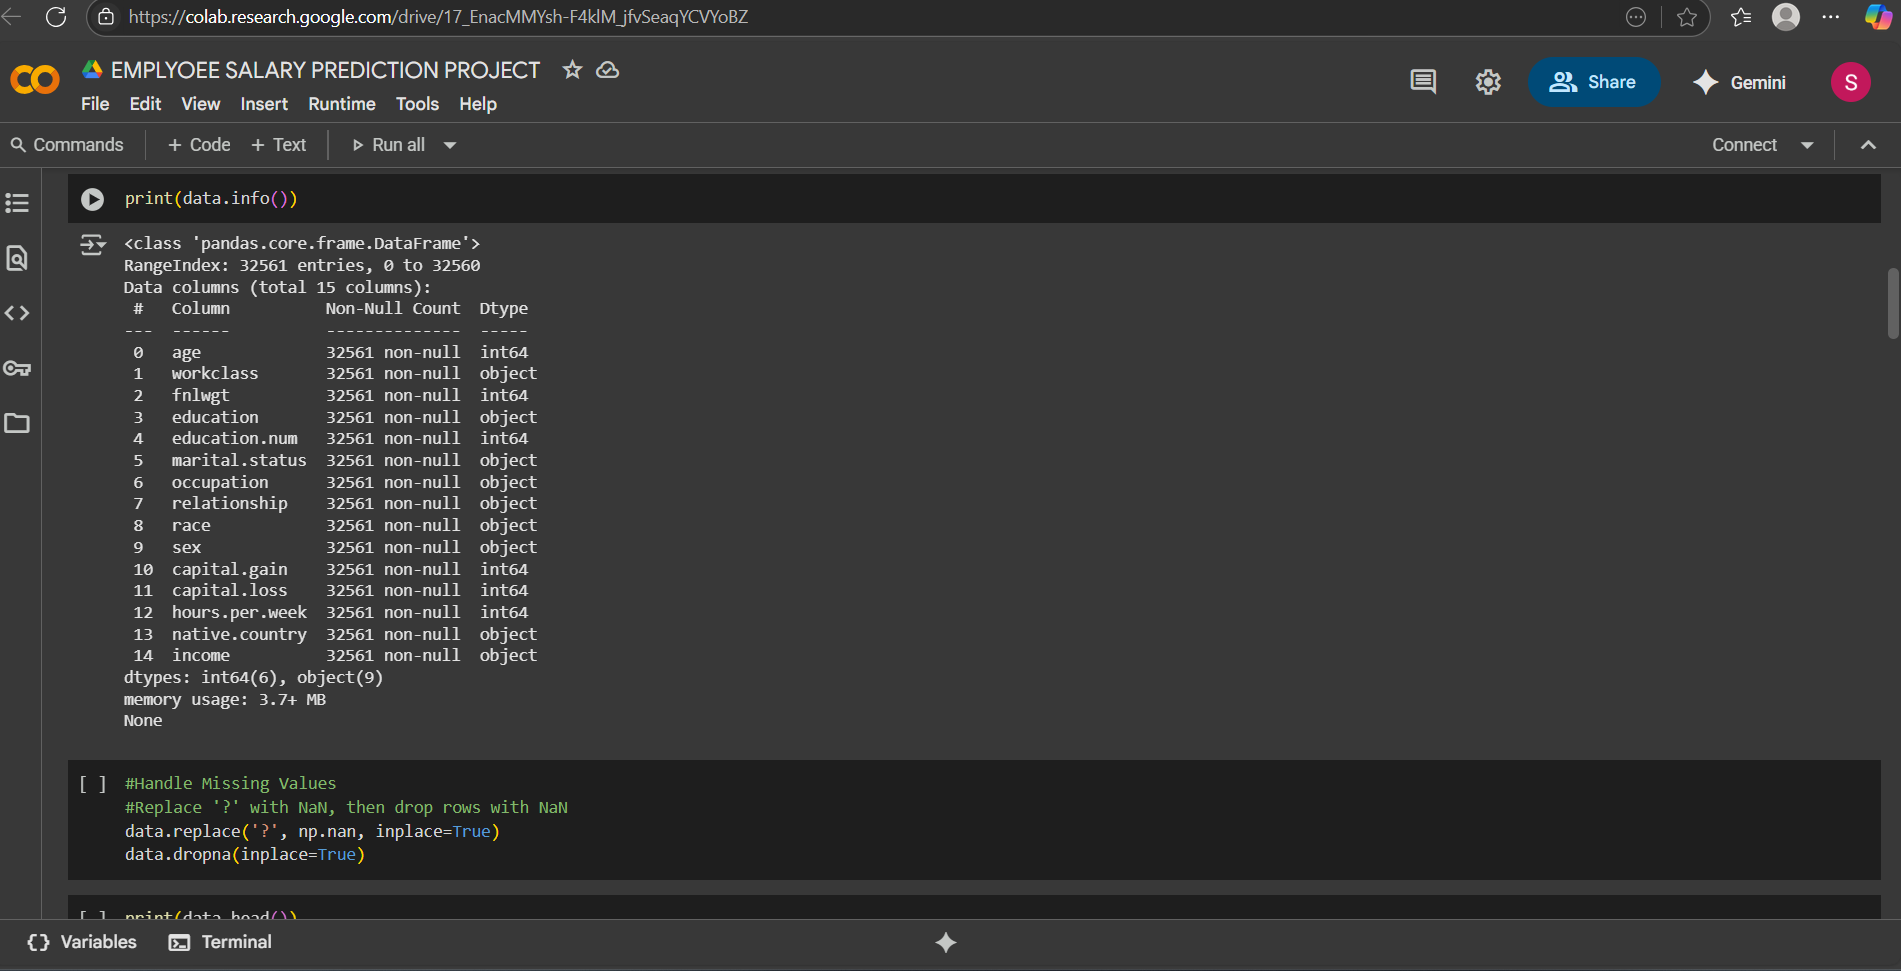 https://colab.research.google.com/drive/17_EnacMMYsh-F4klM_jfvSeaqYCVYoBZ
EMPLYOEE SALARY PREDICTION PROJECT
File Edit View Insert Runtime Tools Help
Share
Gemini
S
Commands + Code + Text Run all
Connect
print(data.info())
<class 'pandas.core.frame.DataFrame'>
RangeIndex: 32561 entries, 0 to 32560
Data columns (total 15 columns):
 #   Column          Non-Null Count  Dtype
---  ------          --------------  -----
 0   age             32561 non-null  int64
 1   workclass       32561 non-null  object
 2   fnlwgt          32561 non-null  int64
 3   education       32561 non-null  object
 4   education.num   32561 non-null  int64
 5   marital.status  32561 non-null  object
 6   occupation      32561 non-null  object
 7   relationship    32561 non-null  object
 8   race            32561 non-null  object
 9   sex             32561 non-null  object
 10  capital.gain    32561 non-null  int64
 11  capital.loss    32561 non-null  int64
 12  hours.per.week  32561 non-null  int64
 13  native.country  32561 non-null  object
 14  income          32561 non-null  object
dtypes: int64(6), object(9)
memory usage: 3.7+ MB
None
[ ] #Handle Missing Values
#Replace '?' with NaN, then drop rows with NaN
data.replace('?', np.nan, inplace=True)
data.dropna(inplace=True)
[ ] print(data.head())
Variables Terminal